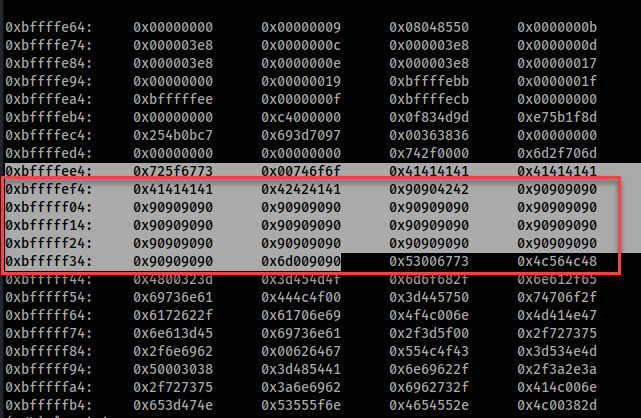 0xbffffe64: 0x00000000 0x00000009 0x08048550 0x0000000b
0xbffffe74: 0x000003e8 0x0000000c 0x000003e8 0x0000000d
0xbffffe84: 0x000003e8 0x0000000e 0x000003e8 0x00000017
0xbffffe94: 0x00000000 0x00000019 0xbffffebb 0x0000001f
0xbffffea4: 0xbfffffee 0x0000000f 0xbffffecb 0x00000000
0xbffffeb4: 0x00000000 0xc4000000 0x0f834d9d 0xe75b1f8d
0xbffffec4: 0x254b0bc7 0x693d7097 0x00363836 0x00000000
0xbffffed4: 0x00000000 0x00000000 0x742f0000 0x6d2f706d
0xbffffee4: 0x725f6773 0x00746f6f 0x41414141 0x41414141
0xbffffef4: 0x41414141 0x42424141 0x90904242 0x90909090
0xbfffff04: 0x90909090 0x90909090 0x90909090 0x90909090
0xbfffff14: 0x90909090 0x90909090 0x90909090 0x90909090
0xbfffff24: 0x90909090 0x90909090 0x90909090 0x90909090
0xbfffff34: 0x90909090 0x6d009090 0x53006773 0x4c564c48
0xbfffff44: 0x4800323d 0x3d454d4f 0x6d6f682f 0x6e612f65
0xbfffff54: 0x69736e61 0x444c4f00 0x3d445750 0x74706f2f
0xbfffff64: 0x6172622f 0x61706e69 0x4f4c006e 0x4d414e47
0xbfffff74: 0x6e613d45 0x69736e61 0x2f3d5f00 0x2f727375
0xbfffff84: 0x2f6e6962 0x00626467 0x554c4f43 0x3d534e4d
0xbfffff94: 0x50003038 0x3d485441 0x6e69622f 0x2f3a2e3a
0xbfffffa4: 0x2f727375 0x3a6e6962 0x6962732f 0x414c006e
0xbfffffb4: 0x653d474e 0x53555f6e 0x4654552e 0x4c00382d